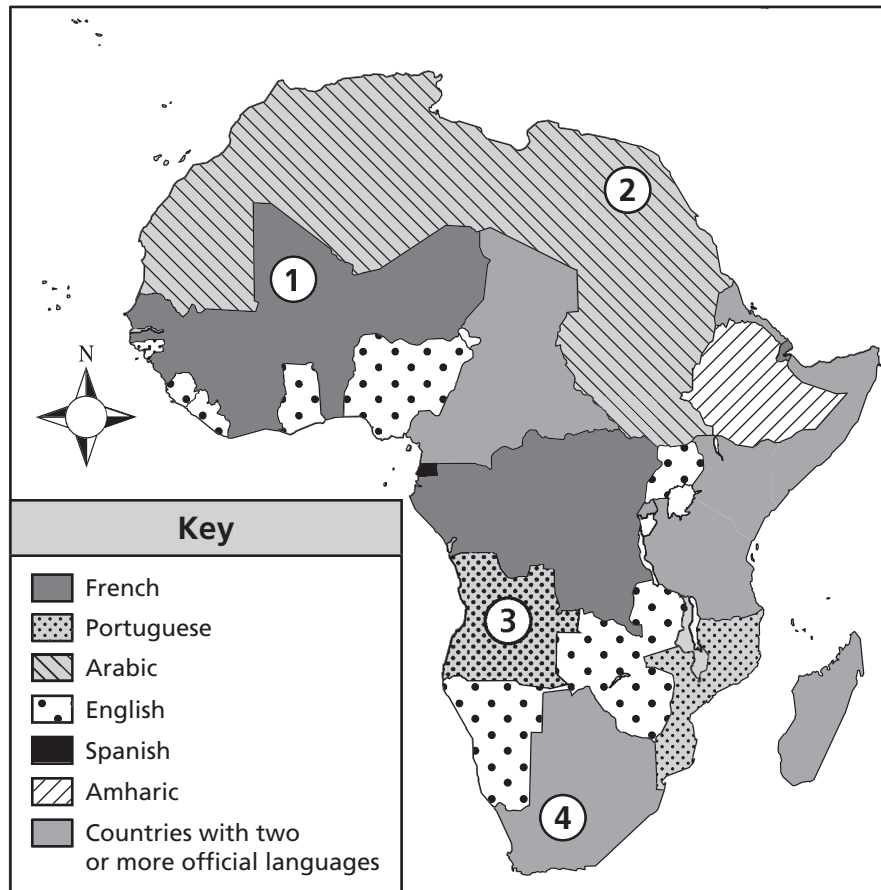 2
1
N
3
4
Key
French
Portuguese
Arabic
English
Spanish
Amharic
Countries with two
or more official languages